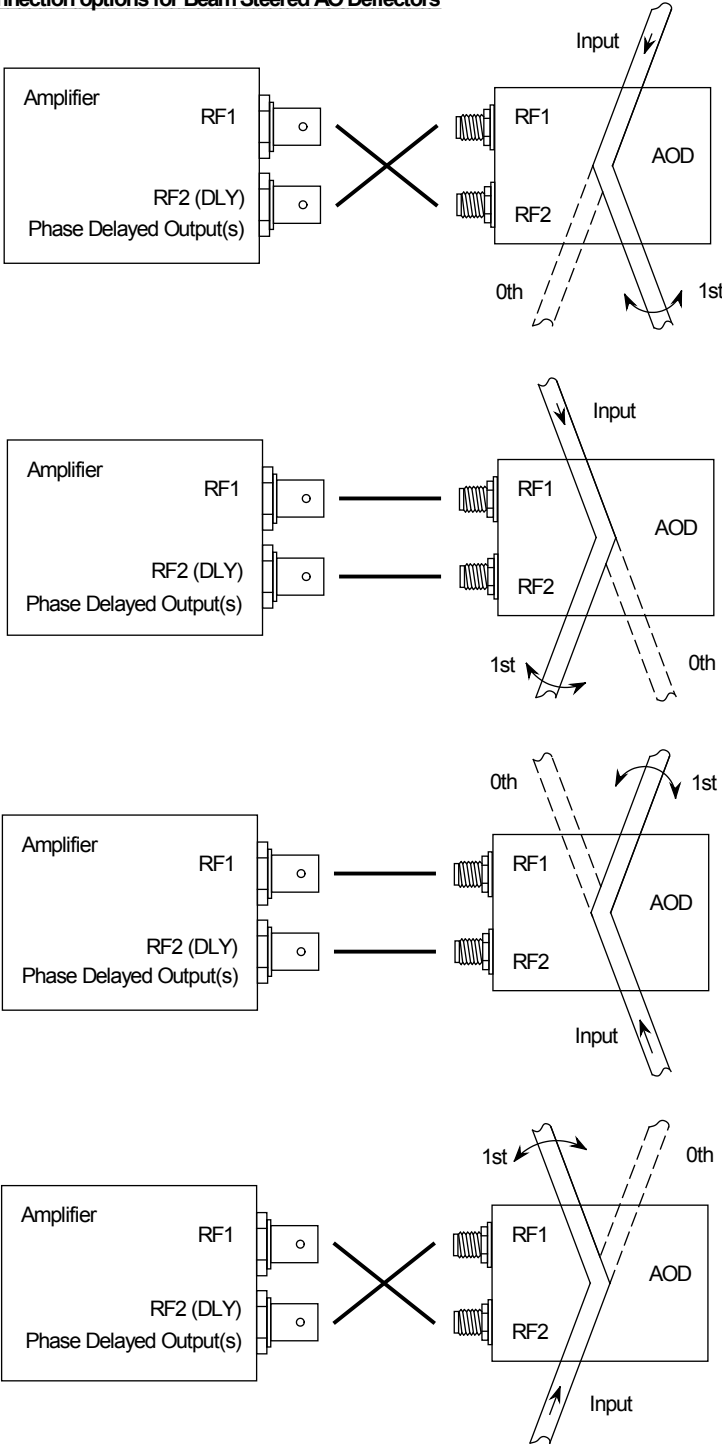 nnection options for Beam Steered AO Deflectors
Input
Amplifier
RF1
RF1
AOD
RF2 (DLY)
RF2
Phase Delayed Output(s)
0th
1st
Input
Amplifier
RF1
RF1
AOD
RF2 (DLY)
RF2
Phase Delayed Output(s)
1st
0th
0th
1st
Amplifier
RF1
RF1
AOD
RF2 (DLY)
RF2
Phase Delayed Output(s)
Input
1st
0th
Amplifier
RF1
RF1
AOD
RF2 (DLY)
RF2
Phase Delayed Output(s)
Input